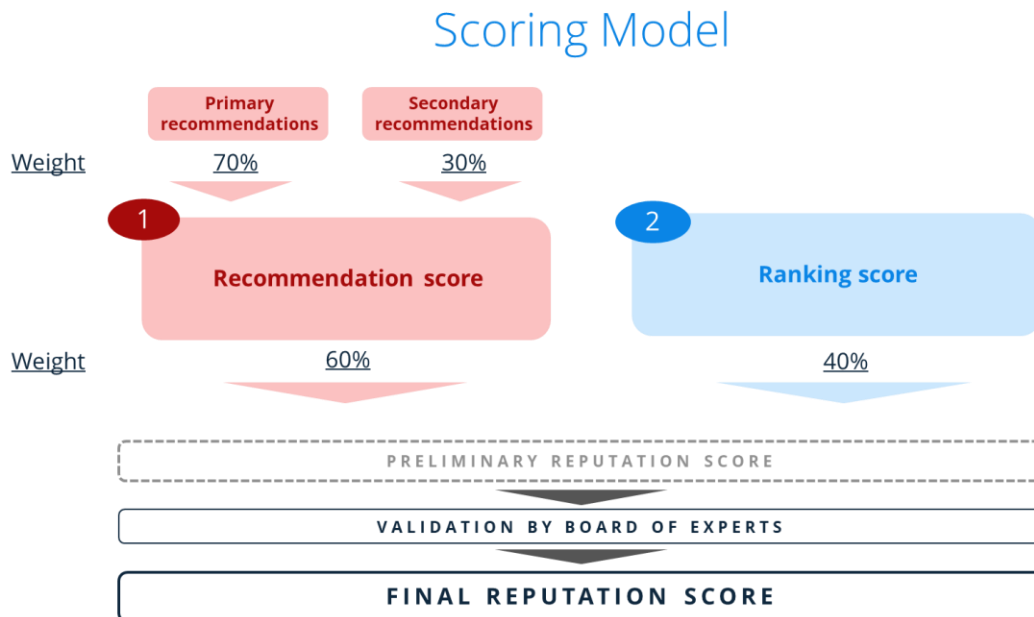 Scoring Model
Primary
recommendations
Secondary
recommendations
Weight
70%
30%
1
Recommendation score
2
Ranking score
Weight
60%
40%
PRELIMINARY REPUTATION SCORE
VALIDATION BY BOARD OF EXPERTS
FINAL REPUTATION SCORE